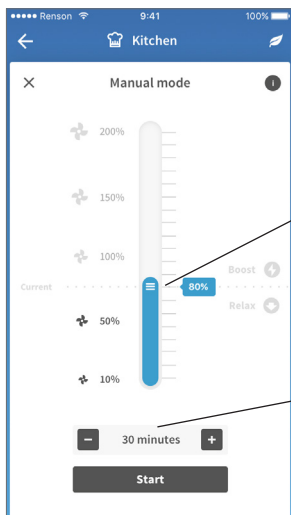 Renson 9:41 100%
Kitchen
Manual mode
200%
150%
100%
Boost
Current 80%
Relax
50%
10%
30 minutes
Start